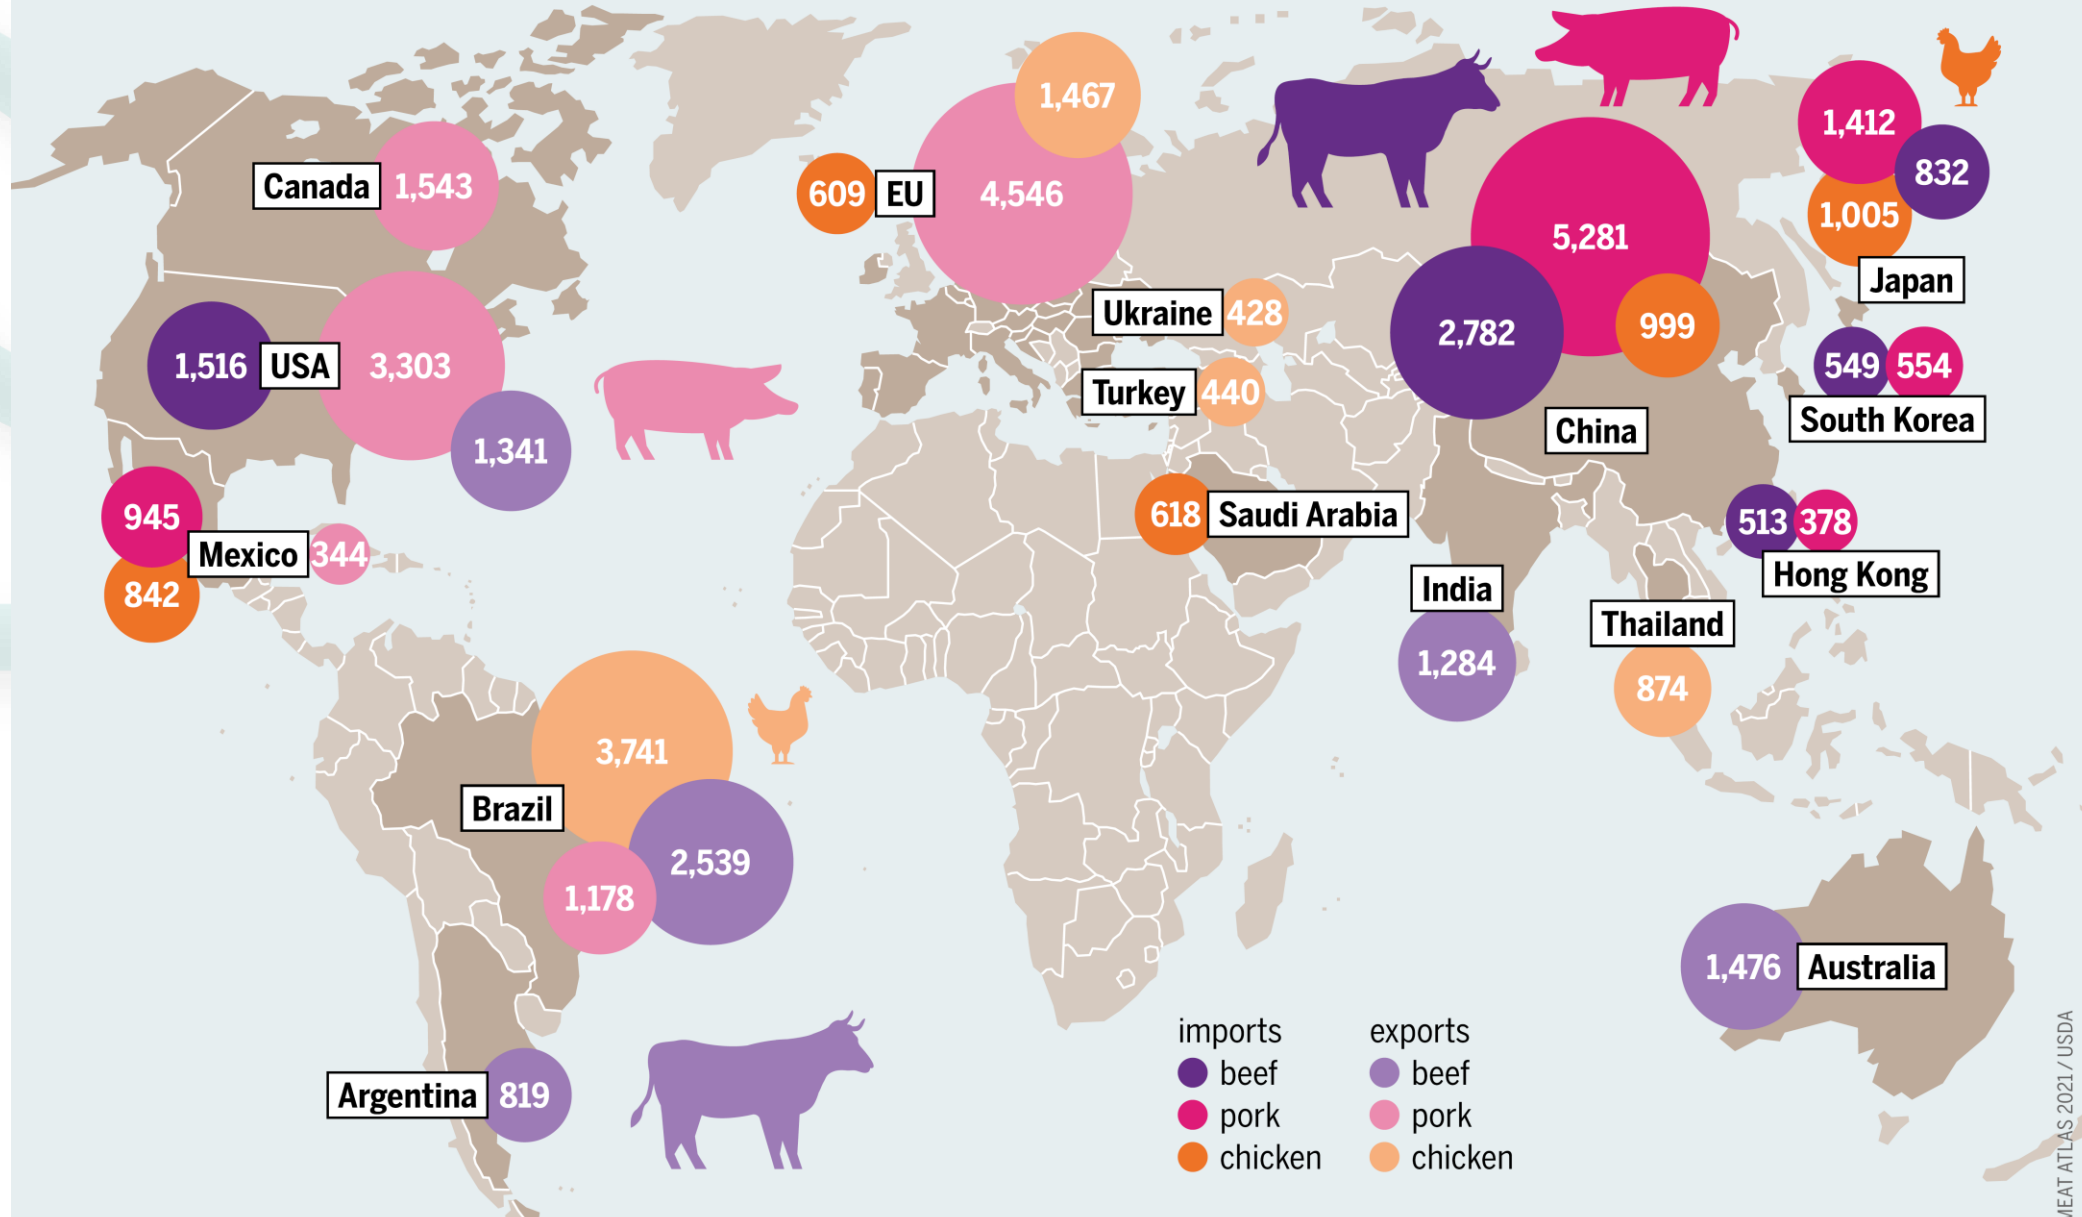 1,467
1,412
832
Canada
1,543
609
EU
4,546
1,005
5,281
Japan
Ukraine
428
2,782
999
1,516
USA
3,303
549
554
Turkey
440
South Korea
China
1,341
945
618
Saudi Arabia
513
378
Mexico
344
Hong Kong
842
India
Thailand
1,284
874
3,741
Brazil
2,539
1,178
1,476
Australia
Argentina
819
imports
beef
pork
chicken
exports
beef
pork
chicken
MEAT ATLAS 2021 / USDA